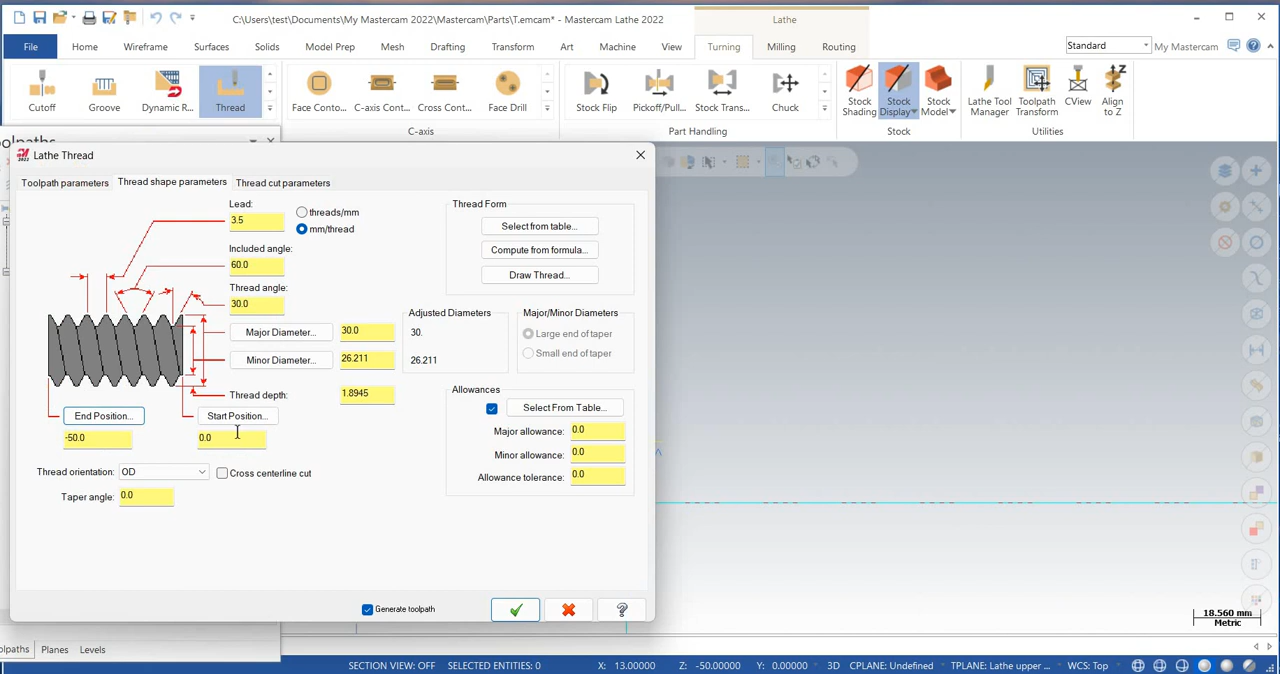 C:\Users\test\Documents\My Mastercam 2022\Mastercam\Parts\T.emcam* - Mastercam Lathe 2022
Lathe
File
Home
Wireframe
Surfaces
Solids
Model Prep
Mesh
Drafting
Transform
Art
Machine
View
Turning
Milling
Routing
Standard
My Mastercam
Cutoff
Groove
Dynamic R...
Thread
Face Conto...
C-axis Cont...
Cross Cont...
Face Drill
Stock Flip
Pickoff/Pull...
Stock Trans...
Chuck
Stock Shading
Stock Display
Stock Model
Lathe Tool Manager
Toolpath Transform
CView
Align to Z
C-axis
Part Handling
Stock
Utilities
oolpaths
2022
Lathe Thread
Toolpath parameters
Thread shape parameters
Thread cut parameters
Lead:
3.5
threads/mm
mm/thread
Included angle:
60.0
Thread angle:
30.0
Major Diameter...
30.0
Minor Diameter...
26.211
Thread depth:
1.8945
End Position...
-50.0
Start Position...
0.0
Thread orientation:
OD
Cross centerline cut
Taper angle:
0.0
Thread Form
Select from table...
Compute from formula...
Draw Thread...
Adjusted Diameters
30.
26.211
Major/Minor Diameters
Large end of taper
Small end of taper
Allowances
Select From Table...
Major allowance:
0.0
Minor allowance:
0.0
Allowance tolerance:
0.0
Generate toolpath
?
18.560 mm
Metric
olpaths
Planes
Levels
SECTION VIEW: OFF
SELECTED ENTITIES: 0
X: 13.00000
Z: -50.00000
Y: 0.00000
3D
CPLANE: Undefined
TPLANE: Lathe upper ...
WCS: Top